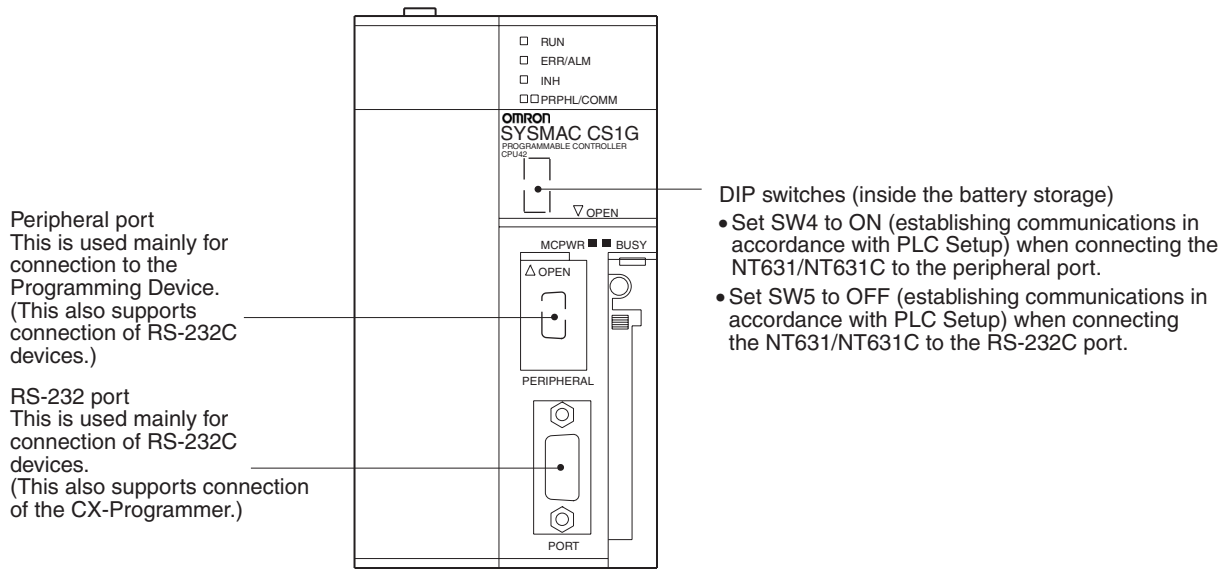 RUN
ERR/ALM
INH
PRPHL/COMM
OMRON
SYSMAC CS1G
PROGRAMMABLE CONTROLLER
CPU42
▽ OPEN
MCPWR ■ ■ BUSY
△ OPEN
PERIPHERAL
PORT
Peripheral port
This is used mainly for
connection to the
Programming Device.
(This also supports
connection of RS-232C
devices.)
RS-232 port
This is used mainly for
connection of RS-232C
devices.
(This also supports connection
of the CX-Programmer.)
DIP switches (inside the battery storage)
• Set SW4 to ON (establishing communications in
accordance with PLC Setup) when connecting the
NT631/NT631C to the peripheral port.
• Set SW5 to OFF (establishing communications in
accordance with PLC Setup) when connecting
the NT631/NT631C to the RS-232C port.